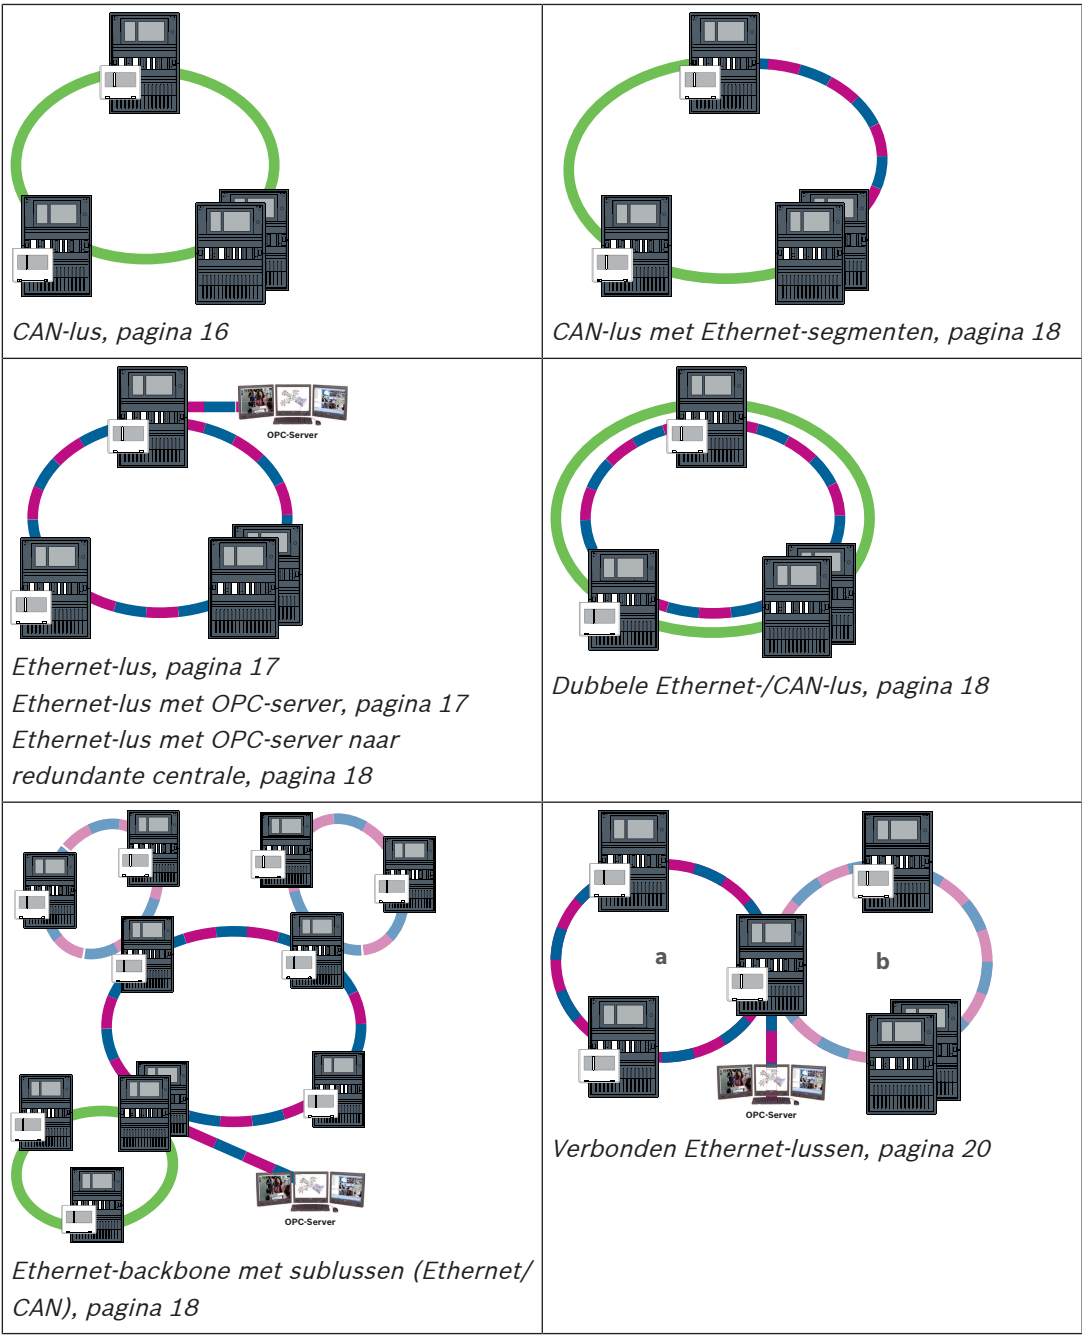 CAN-lus, pagina 16
CAN-lus met Ethernet-segmenten, pagina 18
OPC-Server
Ethernet-lus, pagina 17
Ethernet-lus met OPC-server, pagina 17
Ethernet-lus met OPC-server naar
redundante centrale, pagina 18
Dubbele Ethernet-/CAN-lus, pagina 18
OPC-Server
Ethernet-backbone met sublussen (Ethernet/
CAN), pagina 18
a
b
OPC-Server
Verbonden Ethernet-lussen, pagina 20